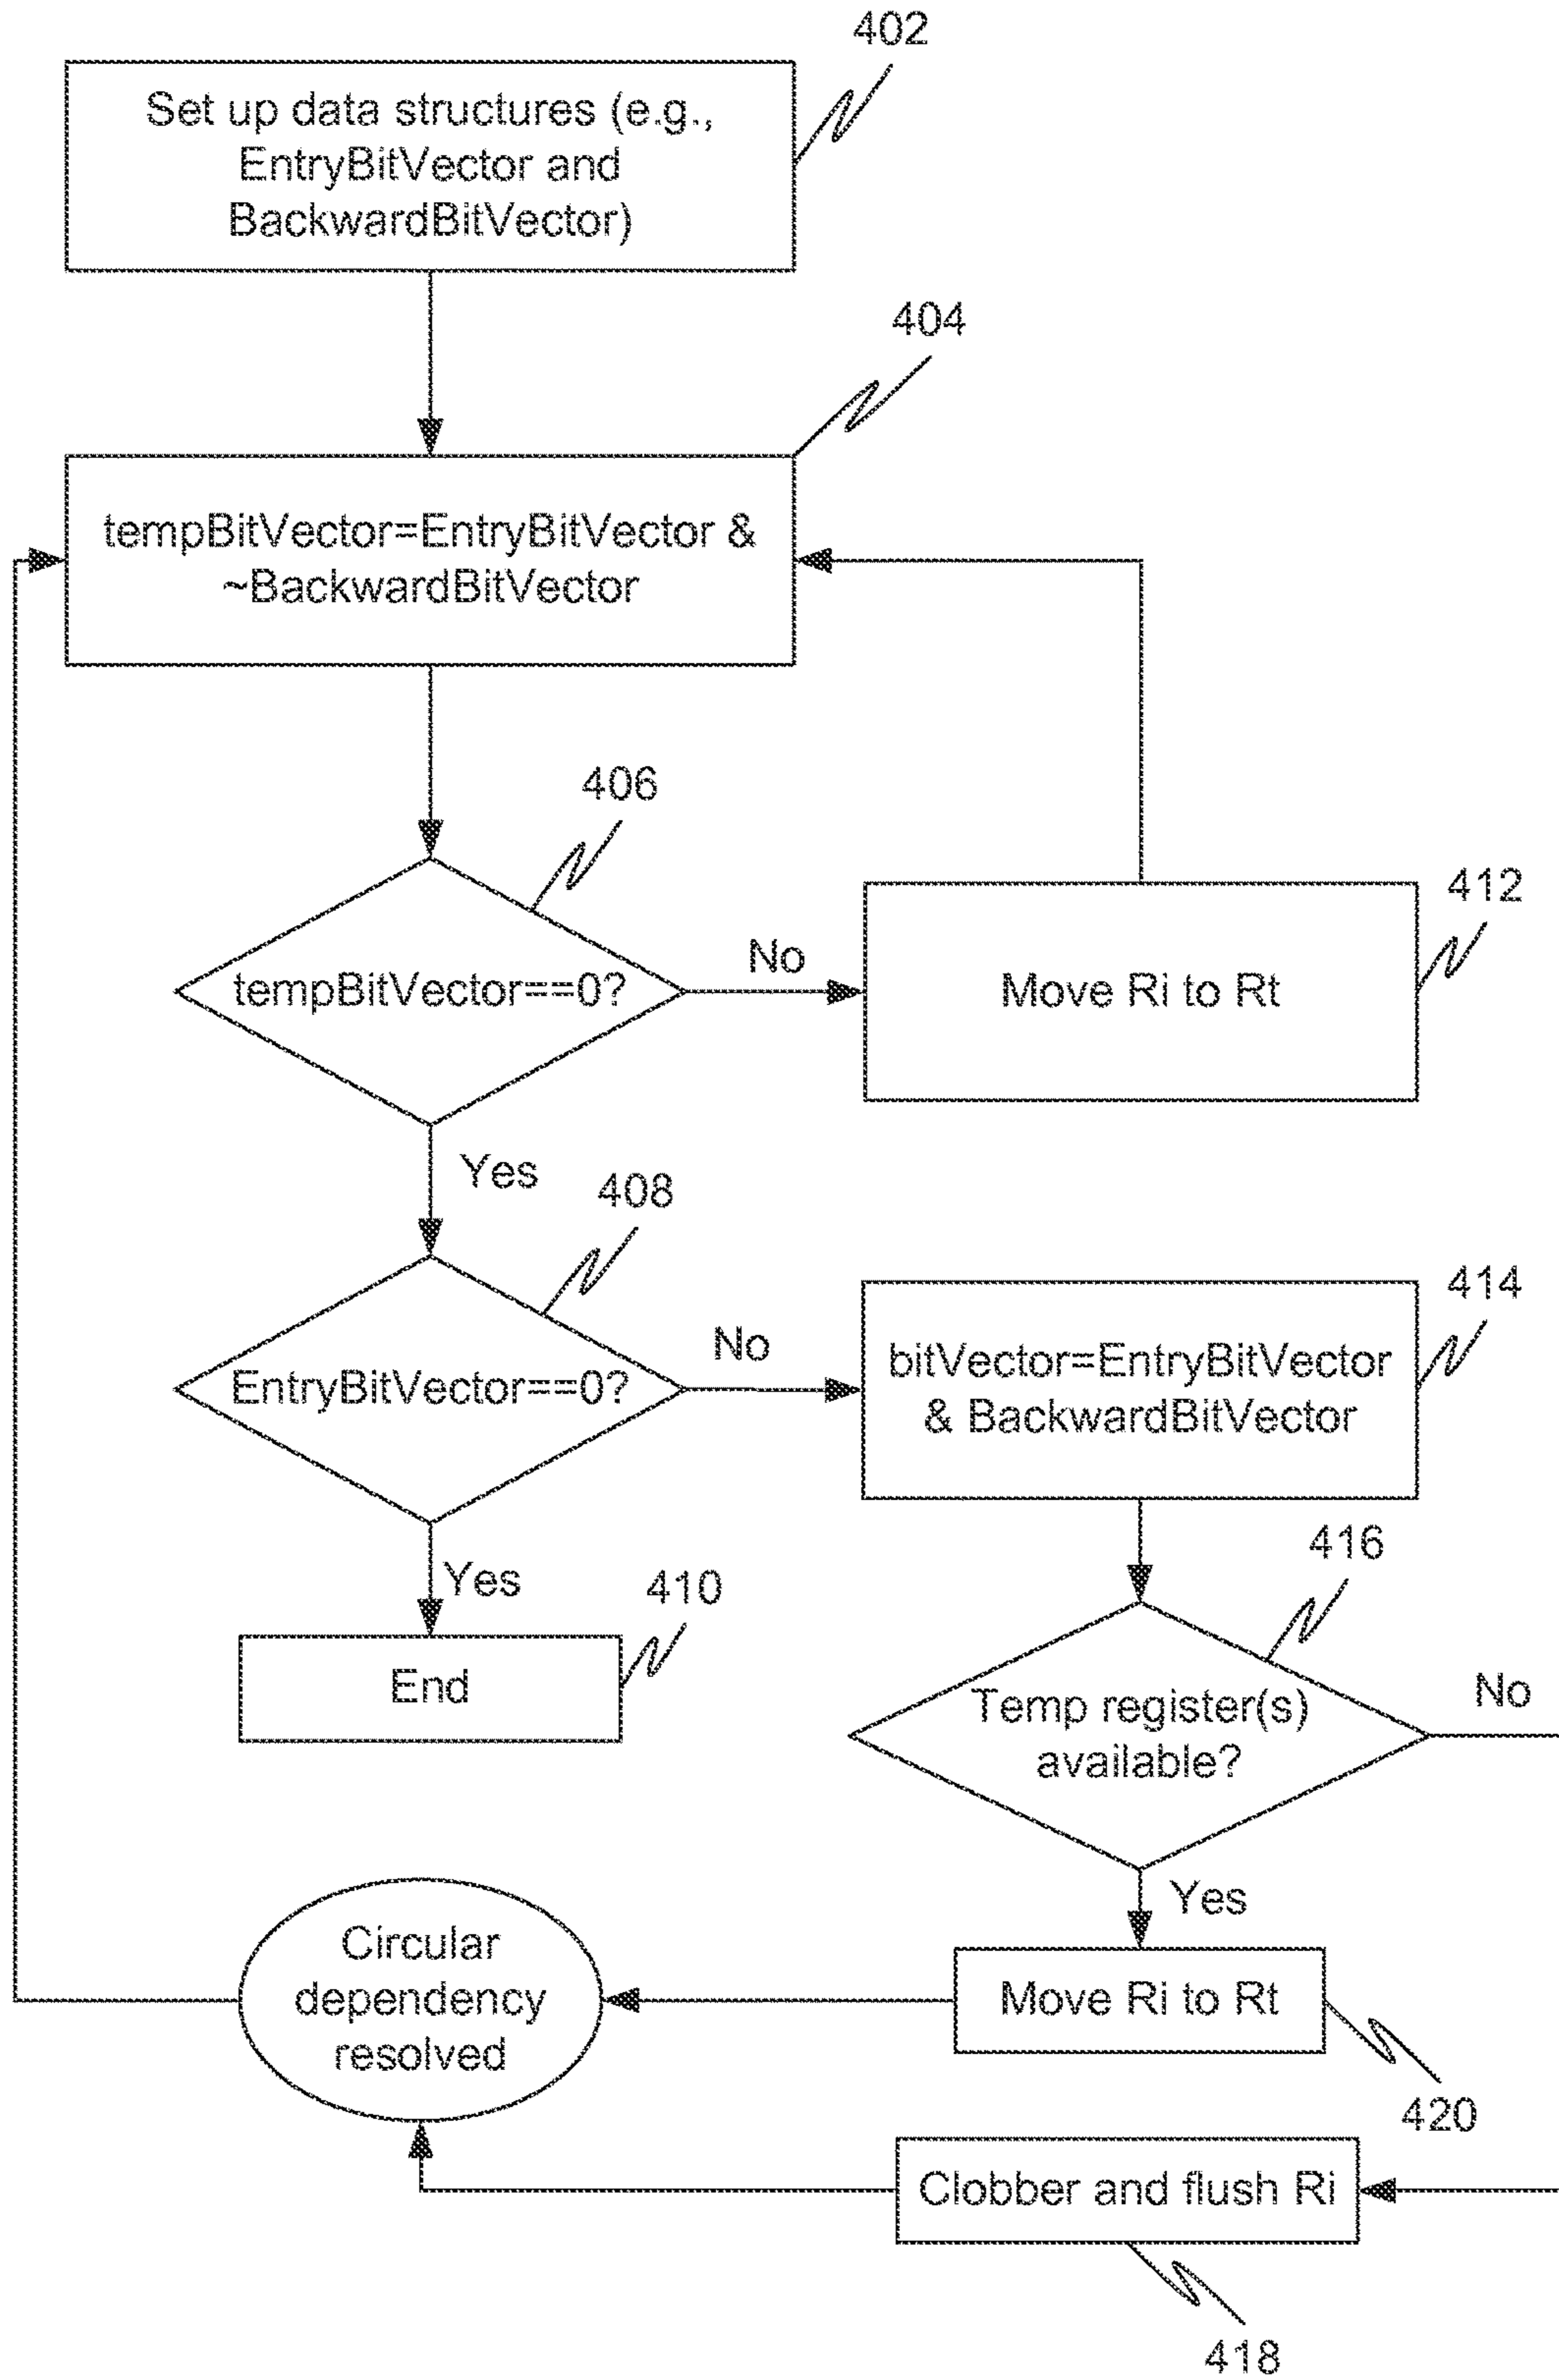 402
Set up data structures (e.g.,
EntryBitVector and
BackwardBitVector)
404
tempBitVector=EntryBitVector &
~BackwardBitVector
406
tempBitVector==0?
No
412
Move Ri to Rt
Yes
408
EntryBitVector==0?
No
414
bitVector=EntryBitVector
& BackwardBitVector
Yes
410
End
416
Temp register(s)
available?
No
Yes
Circular
dependency
resolved
Move Ri to Rt
420
Clobber and flush Ri
418